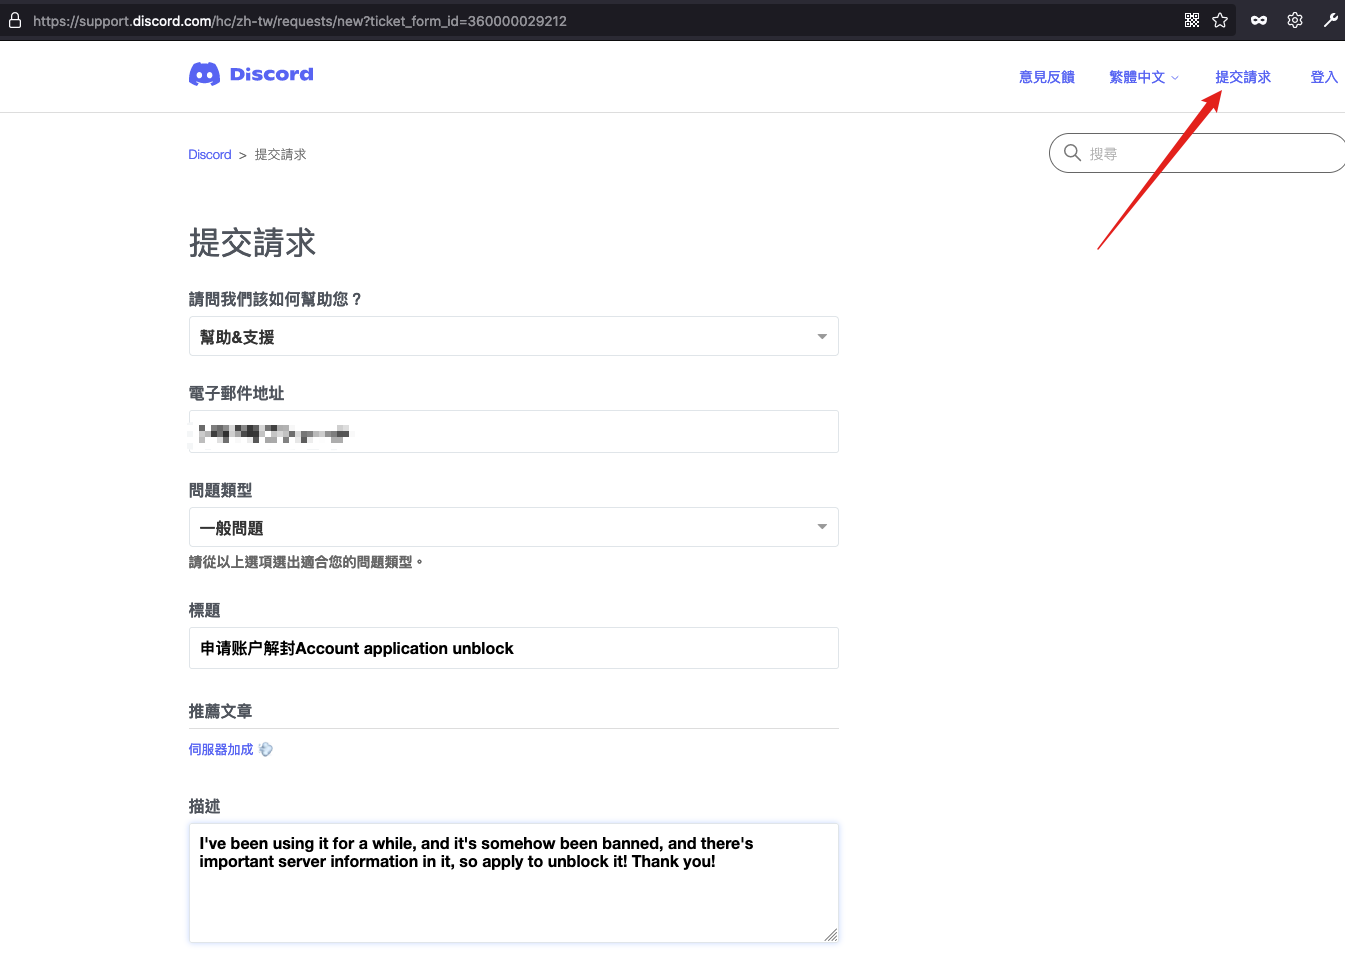 https://support.discord.com/hc/zh-tw/requests/new?ticket_form_id=360000029212
Discord
意見反饋
繁體中文
提交請求
登入
Discord > 提交請求
搜尋
提交請求
請問我們該如何幫助您？
幫助&支援
電子郵件地址
問題類型
一般問題
請從以上選項選出適合您的問題類型。
標題
申请账户解封Account application unblock
推薦文章
伺服器加成
描述
I've been using it for a while, and it's somehow been banned, and there's
important server information in it, so apply to unblock it! Thank you!